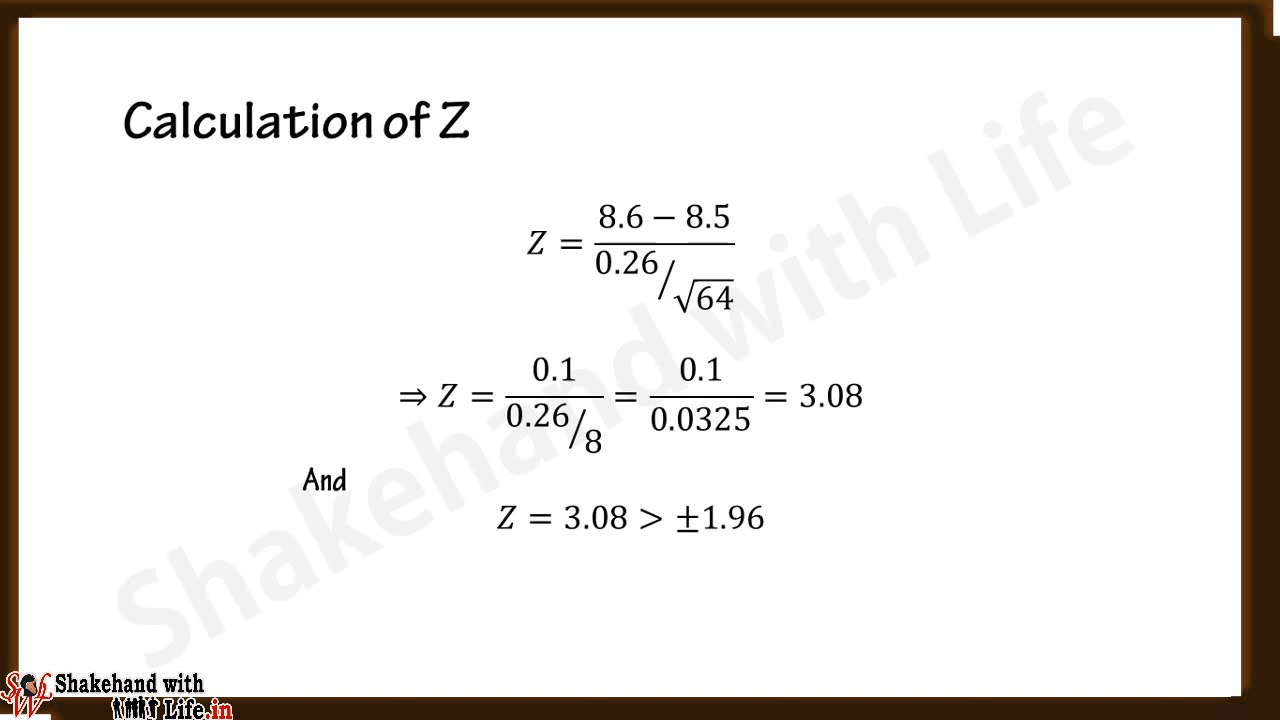 Calculation of Z
Z = 8.6 − 8.5 / 0.26/√64
⇒ Z = 0.1 / 0.26/8 = 0.1 / 0.0325 = 3.08
And
Z = 3.08 > ±1.96
Shakehand with Life
SWL Shakehand with
Life.in